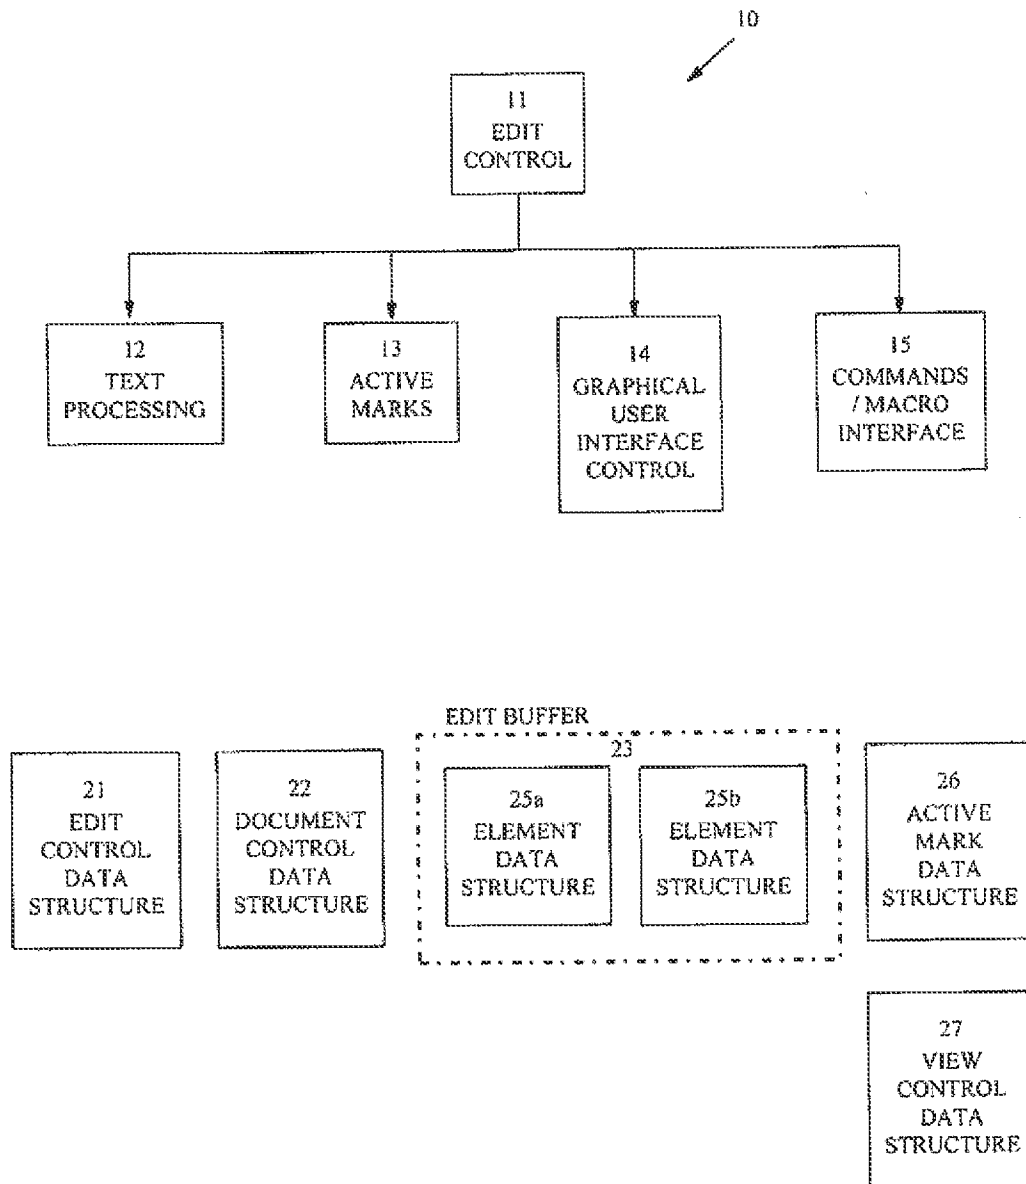 10
11
EDIT
CONTROL
12
TEXT
PROCESSING
13
ACTIVE
MARKS
14
GRAPHICAL
USER
INTERFACE
CONTROL
15
COMMANDS
/ MACRO
INTERFACE
EDIT BUFFER
23
21
EDIT
CONTROL
DATA
STRUCTURE
22
DOCUMENT
CONTROL
DATA
STRUCTURE
25a
ELEMENT
DATA
STRUCTURE
25b
ELEMENT
DATA
STRUCTURE
26
ACTIVE
MARK
DATA
STRUCTURE
27
VIEW
CONTROL
DATA
STRUCTURE